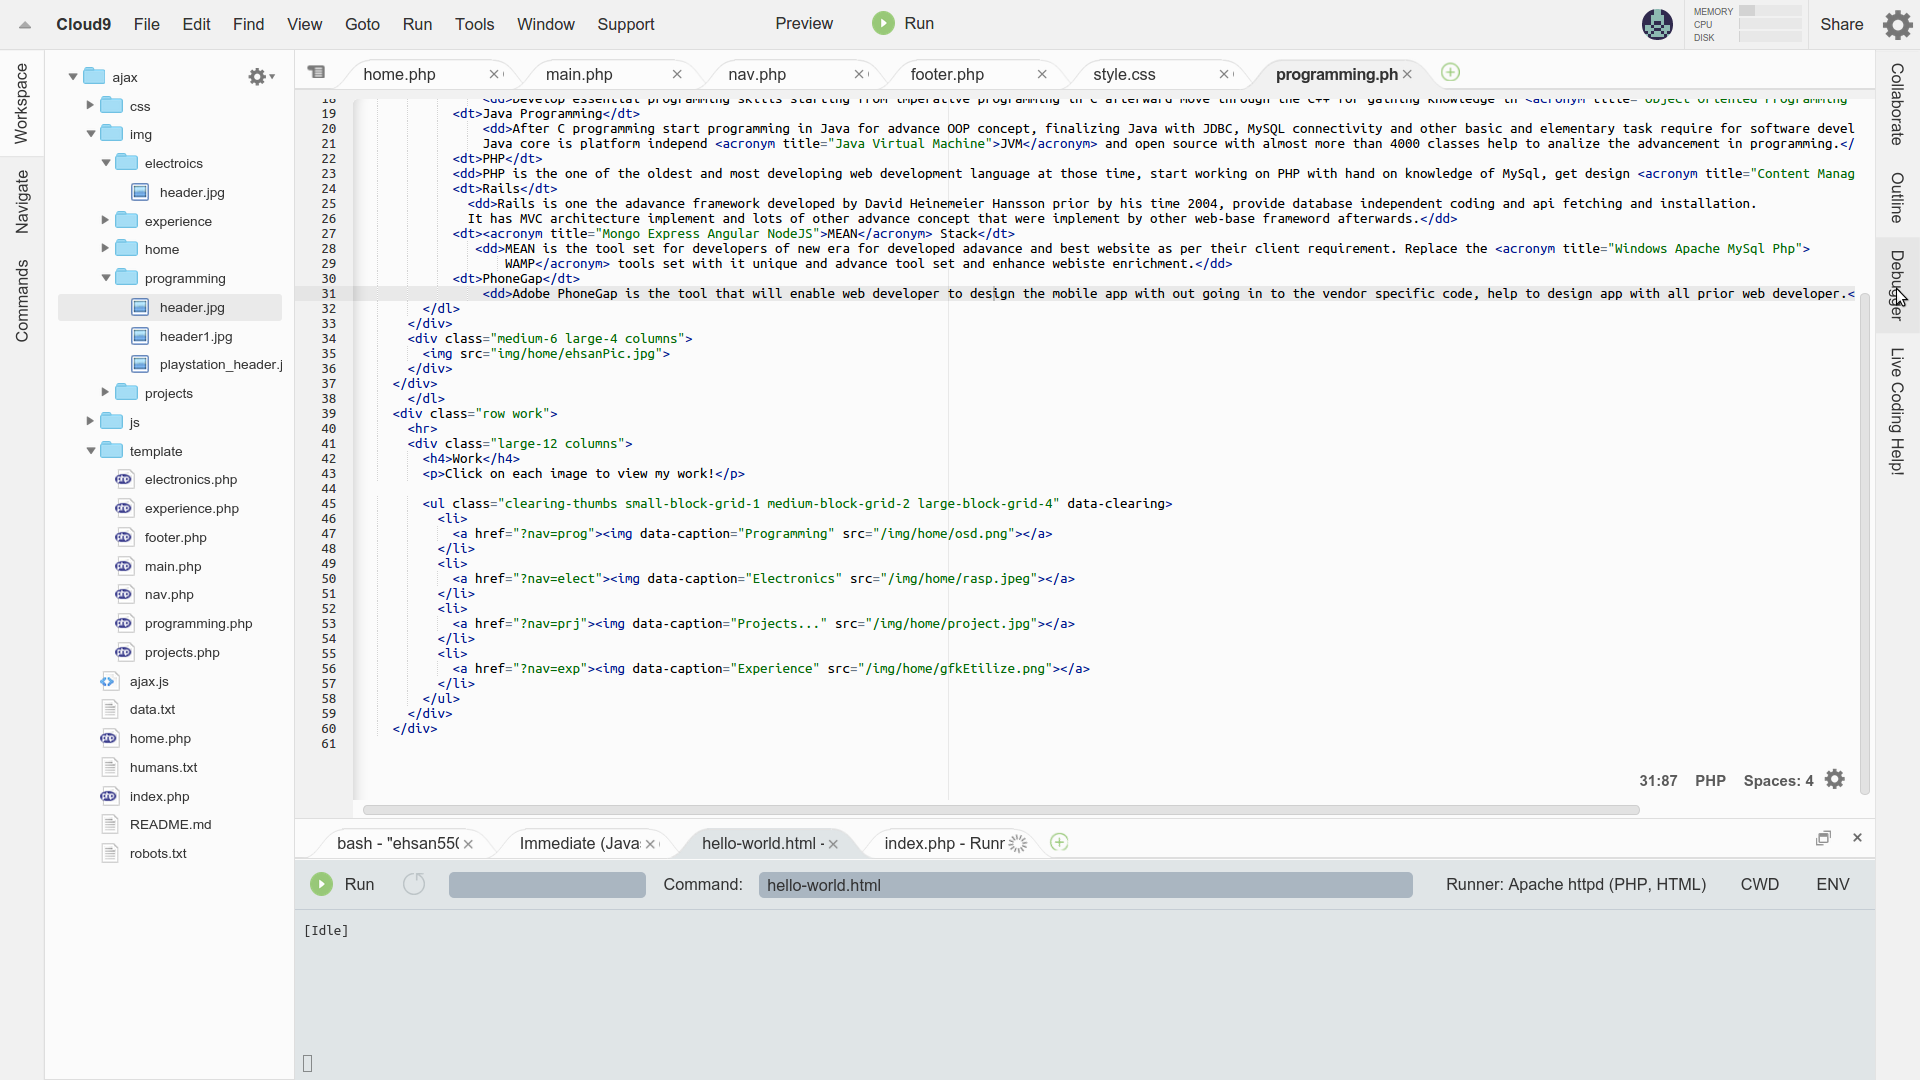 Cloud9 File Edit Find View Goto Run Tools Window Support Preview Run MEMORY CPU DISK Share
Workspace
Navigate
Commands
ajax
css
img
electroics
header.jpg
experience
home
programming
header.jpg
header1.jpg
playstation_header.j
projects
js
template
electronics.php
experience.php
footer.php
main.php
nav.php
programming.php
projects.php
ajax.js
data.txt
home.php
humans.txt
index.php
README.md
robots.txt
home.php main.php nav.php footer.php style.css programming.ph
18 <dd>Develop essential programming skills starting from imperative programming in C afterward move through the C++ for gaining knowledge in <acronym title="Object Oriented Programming
19 <dt>Java Programming</dt>
20 <dd>After C programming start programming in Java for advance OOP concept, finalizing Java with JDBC, MySQL connectivity and other basic and elementary task require for software devel
21 Java core is platform independ <acronym title="Java Virtual Machine">JVM</acronym> and open source with almost more than 4000 classes help to analize the advancement in programming.</
22 <dt>PHP</dt>
23 <dd>PHP is the one of the oldest and most developing web development language at those time, start working on PHP with hand on knowledge of MySql, get design <acronym title="Content Manag
24 <dt>Rails</dt>
25 <dd>Rails is one the adavance framework developed by David Heinemeier Hansson prior by his time 2004, provide database independent coding and api fetching and installation.
26 It has MVC architecture implement and lots of other advance concept that were implement by other web-base frameword afterwards.</dd>
27 <dt><acronym title="Mongo Express Angular NodeJS">MEAN</acronym> Stack</dt>
28 <dd>MEAN is the tool set for developers of new era for developed adavance and best website as per their client requirement. Replace the <acronym title="Windows Apache MySql Php">
29 WAMP</acronym> tools set with it unique and advance tool set and enhance webiste enrichment.</dd>
30 <dt>PhoneGap</dt>
31 <dd>Adobe PhoneGap is the tool that will enable web developer to design the mobile app with out going in to the vendor specific code, help to design app with all prior web developer.<
32 </dl>
33 </div>
34 <div class="medium-6 large-4 columns">
35 <img src="img/home/ehsanPic.jpg">
36 </div>
37 </div>
38 </dl>
39 <div class="row work">
40 <hr>
41 <div class="large-12 columns">
42 <h4>Work</h4>
43 <p>Click on each image to view my work!</p>
44
45 <ul class="clearing-thumbs small-block-grid-1 medium-block-grid-2 large-block-grid-4" data-clearing>
46 <li>
47 <a href="?nav=prog"><img data-caption="Programming" src="/img/home/osd.png"></a>
48 </li>
49 <li>
50 <a href="?nav=elect"><img data-caption="Electronics" src="/img/home/rasp.jpeg"></a>
51 </li>
52 <li>
53 <a href="?nav=prj"><img data-caption="Projects..." src="/img/home/project.jpg"></a>
54 </li>
55 <li>
56 <a href="?nav=exp"><img data-caption="Experience" src="/img/home/gfkEtilize.png"></a>
57 </li>
58 </ul>
59 </div>
60 </div>
61
31:87 PHP Spaces: 4
bash - "ehsan550 Immediate (Java hello-world.html - index.php - Runr
Run Command: hello-world.html Runner: Apache httpd (PHP, HTML) CWD ENV
[Idle]
Collaborate
Outline
Debugger
Live Coding Help!